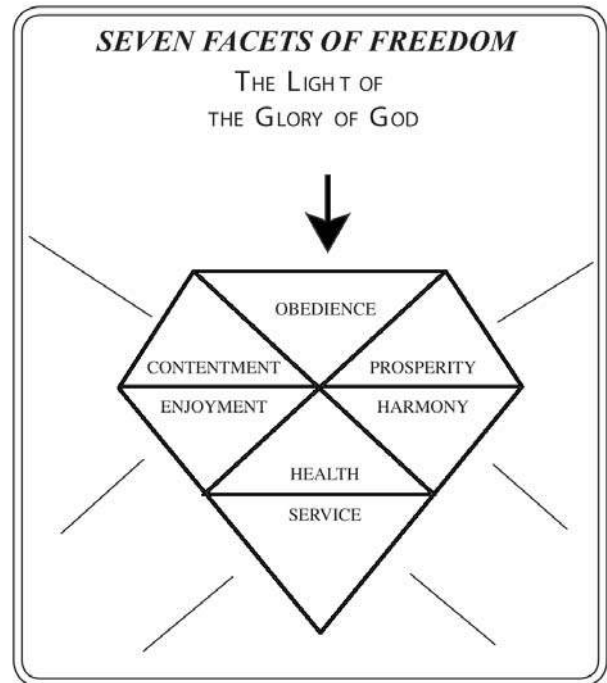 SEVEN FACETS OF FREEDOM
THE LIGHT OF
THE GLORY OF GOD
OBEDIENCE
CONTENTMENT PROSPERITY
ENJOYMENT HARMONY
HEALTH
SERVICE